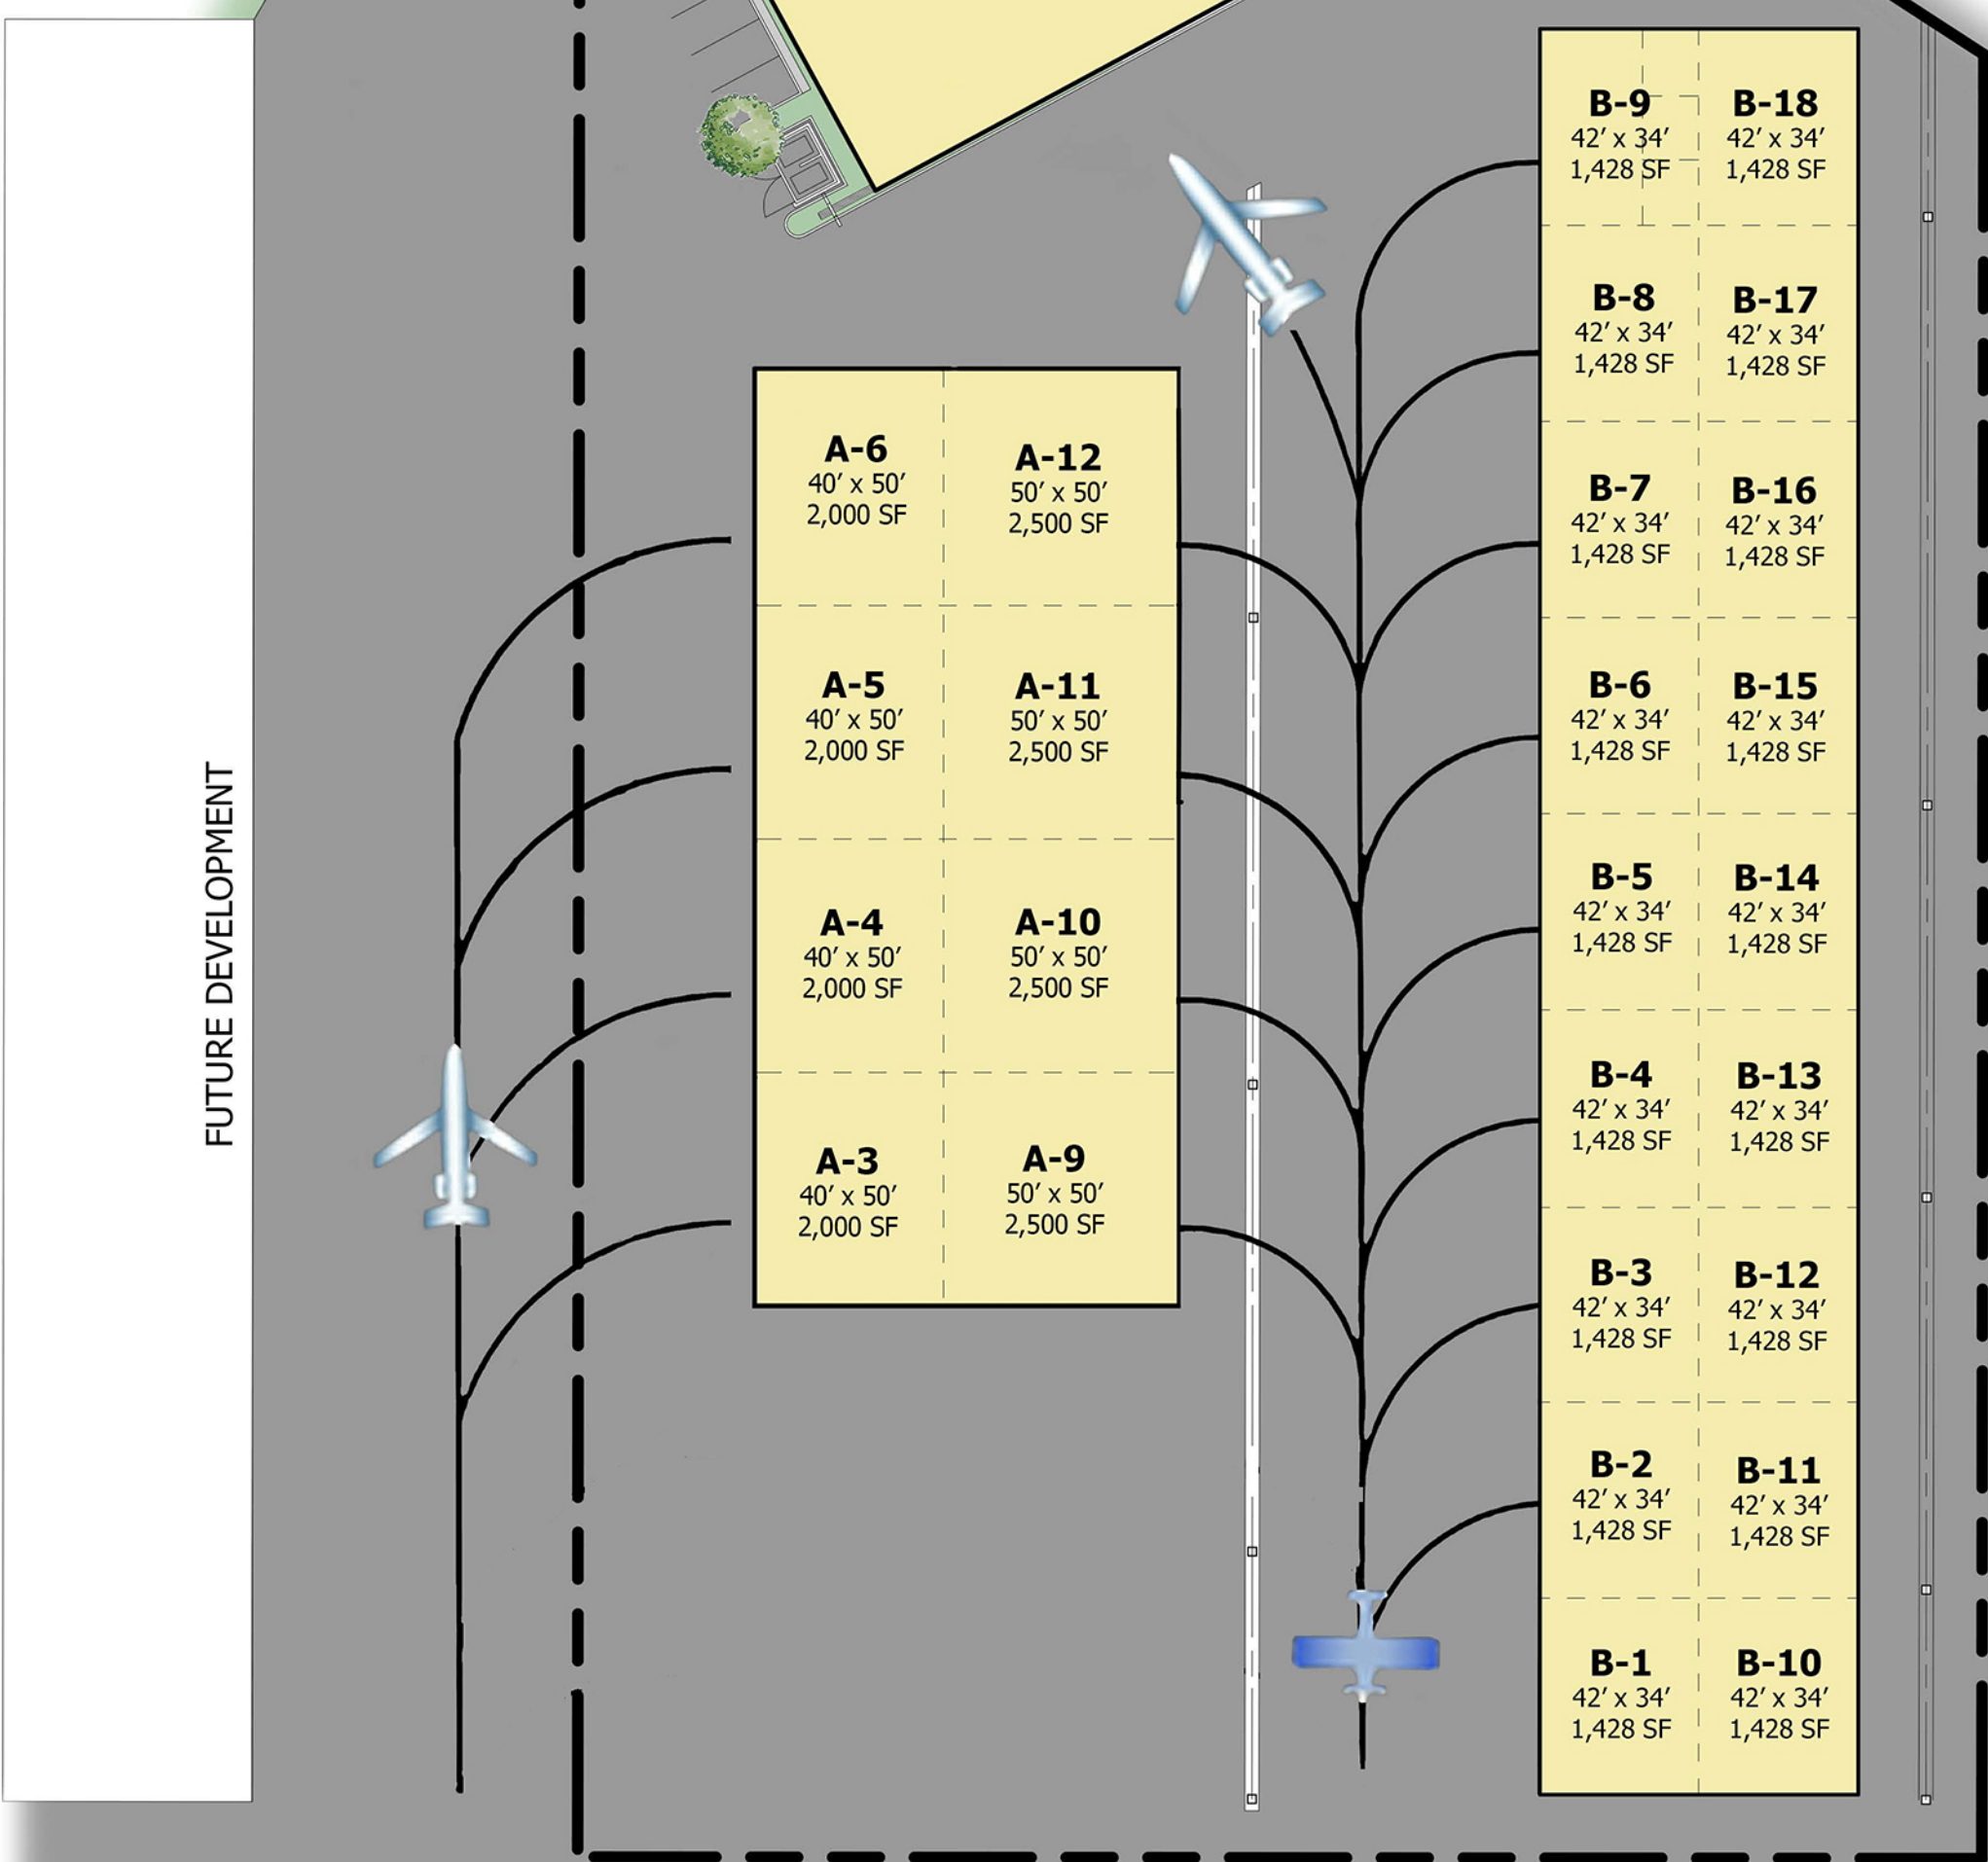 FUTURE DEVELOPMENT
A-6
40' x 50'
2,000 SF
A-12
50' x 50'
2,500 SF
A-5
40' x 50'
2,000 SF
A-11
50' x 50'
2,500 SF
A-4
40' x 50'
2,000 SF
A-10
50' x 50'
2,500 SF
A-3
40' x 50'
2,000 SF
A-9
50' x 50'
2,500 SF
B-9
42' x 34'
1,428 SF
B-18
42' x 34'
1,428 SF
B-8
42' x 34'
1,428 SF
B-17
42' x 34'
1,428 SF
B-7
42' x 34'
1,428 SF
B-16
42' x 34'
1,428 SF
B-6
42' x 34'
1,428 SF
B-15
42' x 34'
1,428 SF
B-5
42' x 34'
1,428 SF
B-14
42' x 34'
1,428 SF
B-4
42' x 34'
1,428 SF
B-13
42' x 34'
1,428 SF
B-3
42' x 34'
1,428 SF
B-12
42' x 34'
1,428 SF
B-2
42' x 34'
1,428 SF
B-11
42' x 34'
1,428 SF
B-1
42' x 34'
1,428 SF
B-10
42' x 34'
1,428 SF